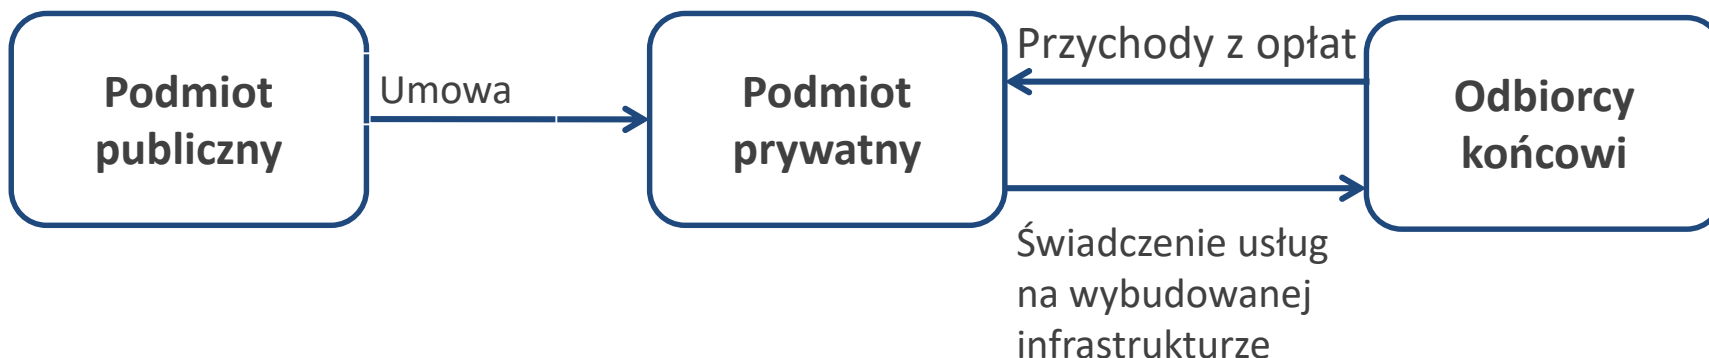 Podmiot
publiczny
Umowa
Podmiot
prywatny
Przychody z opłat
Świadczenie usług
na wybudowanej
infrastrukturze
Odbiorcy
końcowi